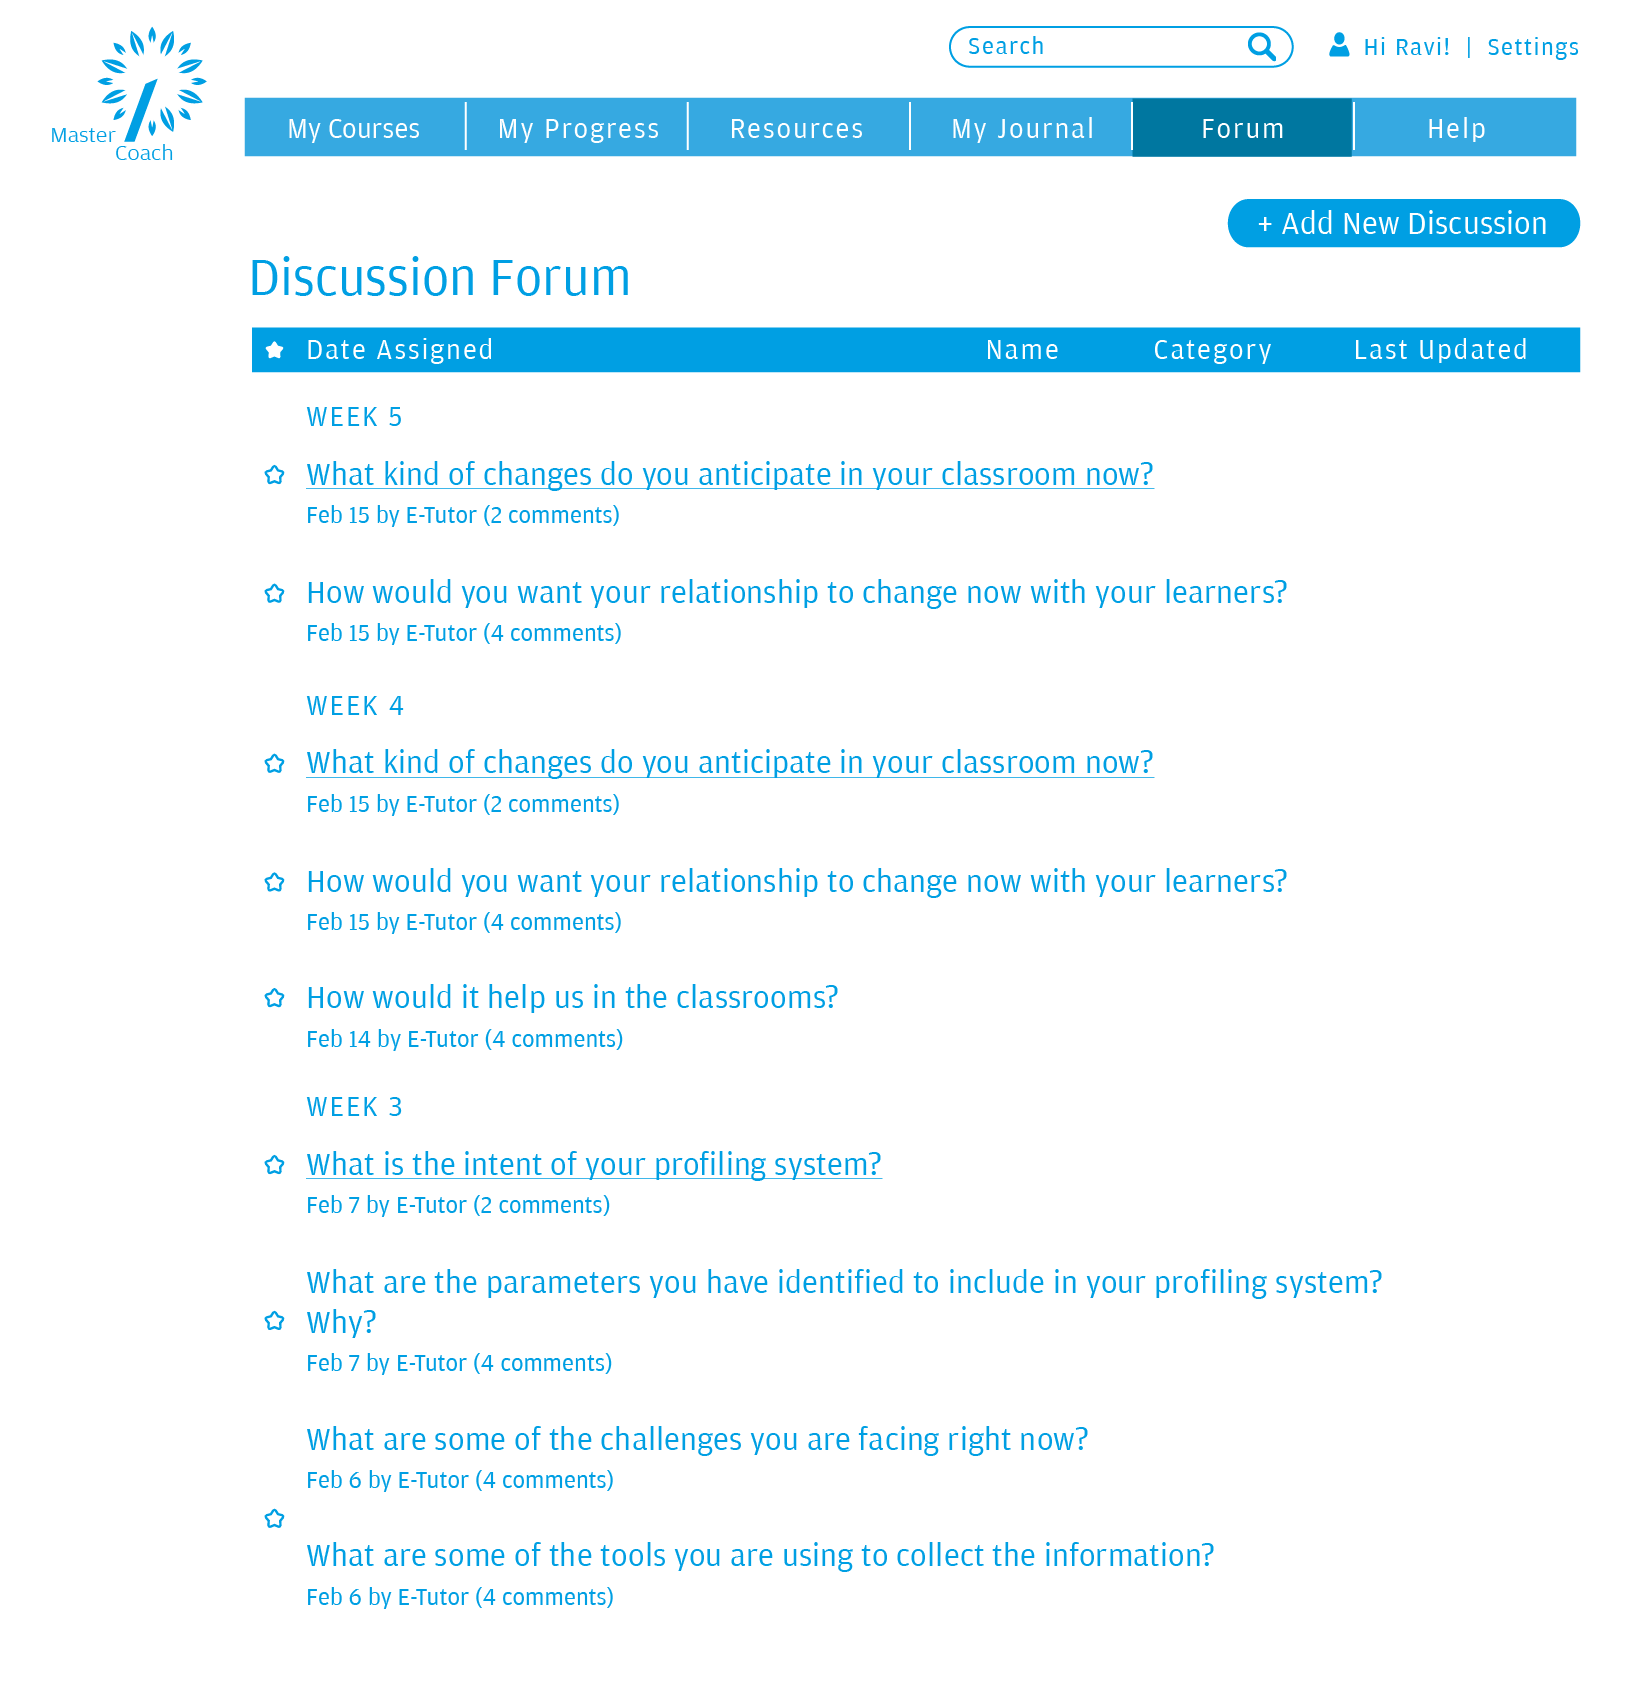 Master
Coach
Search
Hi Ravi! | Settings
My Courses
My Progress
Resources
My Journal
Forum
Help
+ Add New Discussion
Discussion Forum
Date Assigned
Name
Category
Last Updated
WEEK 5
What kind of changes do you anticipate in your classroom now?
Feb 15 by E-Tutor (2 comments)
How would you want your relationship to change now with your learners?
Feb 15 by E-Tutor (4 comments)
WEEK 4
What kind of changes do you anticipate in your classroom now?
Feb 15 by E-Tutor (2 comments)
How would you want your relationship to change now with your learners?
Feb 15 by E-Tutor (4 comments)
How would it help us in the classrooms?
Feb 14 by E-Tutor (4 comments)
WEEK 3
What is the intent of your profiling system?
Feb 7 by E-Tutor (2 comments)
What are the parameters you have identified to include in your profiling system?
Why?
Feb 7 by E-Tutor (4 comments)
What are some of the challenges you are facing right now?
Feb 6 by E-Tutor (4 comments)
What are some of the tools you are using to collect the information?
Feb 6 by E-Tutor (4 comments)